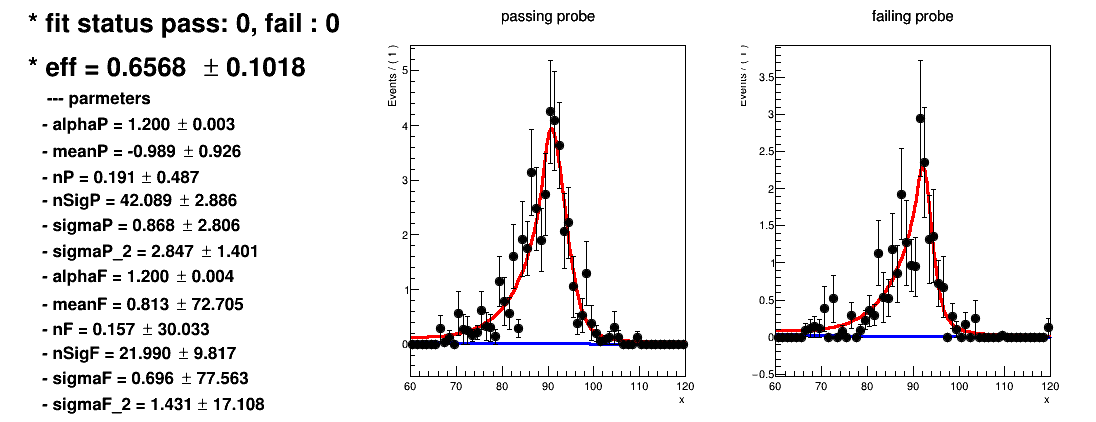 * fit status pass: 0, fail : 0
* eff = 0.6568 ± 0.1018
--- parmeters
- alphaP = 1.200 ± 0.003
- meanP = -0.989 ± 0.926
- nP = 0.191 ± 0.487
- nSigP = 42.089 ± 2.886
- sigmaP = 0.868 ± 2.806
- sigmaP_2 = 2.847 ± 1.401
- alphaF = 1.200 ± 0.004
- meanF = 0.813 ± 72.705
- nF = 0.157 ± 30.033
- nSigF = 21.990 ± 9.817
- sigmaF = 0.696 ± 77.563
- sigmaF_2 = 1.431 ± 17.108
passing probe
Events / ( 1 )
5
4
3
2
1
0
60 70 80 90 100 110 120
x
failing probe
Events / ( 1 )
3.5
3
2.5
2
1.5
1
0.5
0
−0.5
60 70 80 90 100 110 120
x